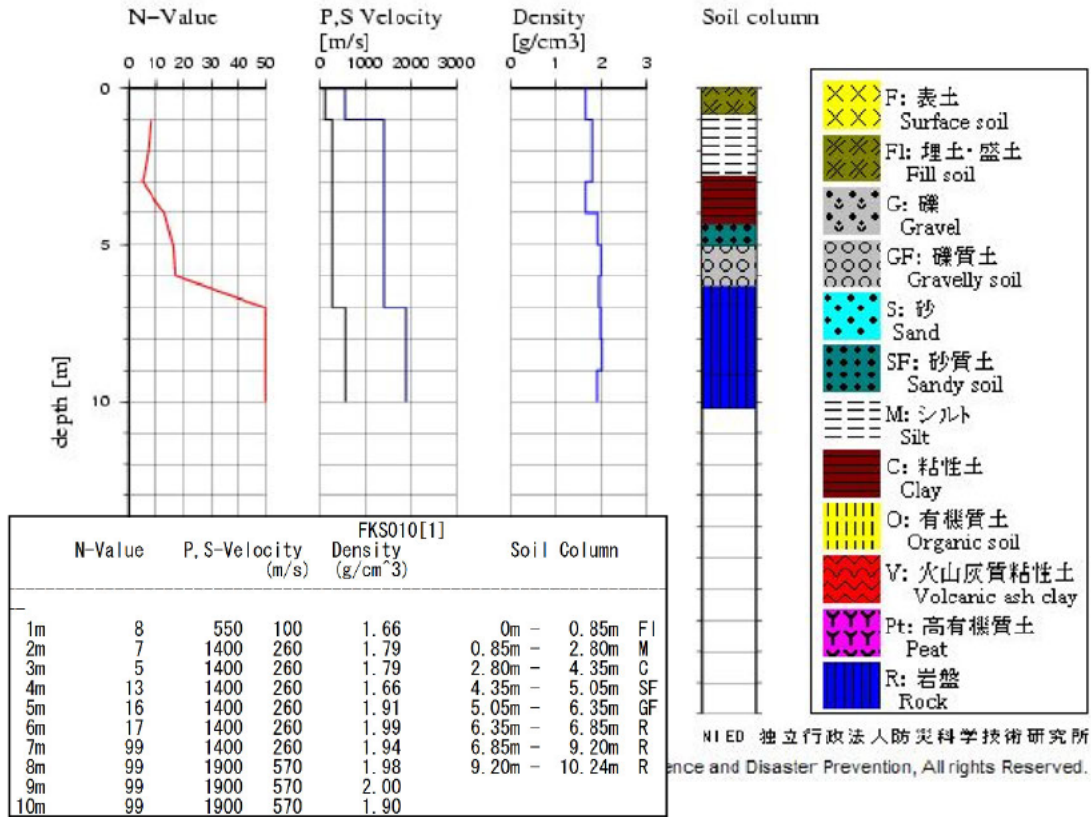 N-Value P,S Velocity [m/s] Density [g/cm3] Soil column
0 10 20 30 40 50 0 1000 2000 3000 0 1 2 3
0
5
10
depth [m]
F: 表土
Surface soil
Fl: 埋土・盛土
Fill soil
G: 礫
Gravel
GF: 礫質土
Gravelly soil
S: 砂
Sand
SF: 砂質土
Sandy soil
M: シルト
Silt
C: 粘性土
Clay
O: 有機質土
Organic soil
V: 火山灰質粘性土
Volcanic ash clay
Pt: 高有機質土
Peat
R: 岩盤
Rock
FKS010[1]
N-Value P,S-Velocity Density Soil Column
(m/s) (g/cm^3)
1m 8 550 100 1.66 0m - 0.85m Fl
2m 7 1400 260 1.79 0.85m - 2.80m M
3m 5 1400 260 1.79 2.80m - 4.35m C
4m 13 1400 260 1.66 4.35m - 5.05m SF
5m 16 1400 260 1.91 5.05m - 6.35m GF
6m 17 1400 260 1.99 6.35m - 6.85m R
7m 99 1400 260 1.94 6.85m - 9.20m R
8m 99 1900 570 1.98 9.20m - 10.24m R
9m 99 1900 570 2.00
10m 99 1900 570 1.90
NIED 独立行政法人防災科学技術研究所
ence and Disaster Prevention, All rights Reserved.